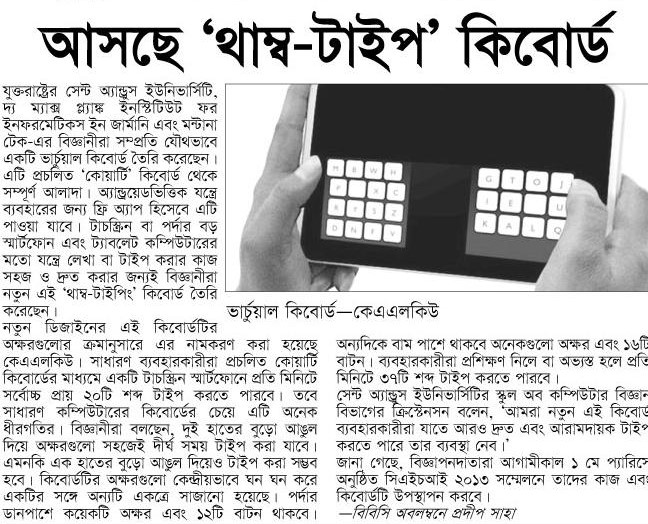 আসছে ‘থাম্ব-টাইপ’ কিবোর্ড
যুক্তরাষ্ট্রের সেন্ট অ্যান্ড্রুস ইউনিভার্সিটি,
দ্য ম্যাক্স প্ল্যাঙ্ক ইনস্টিটিউট ফর
ইনফরমেটিকস ইন জার্মানি এবং মন্টানা
টেক-এর বিজ্ঞানীরা সম্প্রতি যৌথভাবে
একটি ভার্চুয়াল কিবোর্ড তৈরি করেছেন।
এটি প্রচলিত ‘কোয়ার্টি’ কিবোর্ড থেকে
সম্পূর্ণ আলাদা। অ্যান্ড্রয়েডভিত্তিক যন্ত্রে
ব্যবহারের জন্য ফ্রি অ্যাপ হিসেবে এটি
পাওয়া যাবে। টাচস্ক্রিন বা পর্দার বড়
স্মার্টফোন এবং ট্যাবলেট কম্পিউটারের
মতো যন্ত্রে লেখা বা টাইপ করার কাজ
সহজ ও দ্রুত করার জন্যই বিজ্ঞানীরা
নতুন এই ‘থাম্ব-টাইপিং’ কিবোর্ড তৈরি
করেছেন।
নতুন ডিজাইনের এই কিবোর্ডটির
অক্ষরগুলোর ক্রমানুসারে এর নামকরণ করা হয়েছে
কেএএলকিউ। সাধারণ ব্যবহারকারীরা প্রচলিত কোয়ার্টি
কিবোর্ডের মাধ্যমে একটি টাচস্ক্রিন স্মার্টফোনে প্রতি মিনিটে
সর্বোচ্চ প্রায় ২০টি শব্দ টাইপ করতে পারেন। তবে
সাধারণ কম্পিউটারের কিবোর্ডের চেয়ে এটি অনেক
ধীরগতির। বিজ্ঞানীরা বলছেন, দুই হাতের বুড়ো আঙুল
দিয়ে অক্ষরগুলো সহজেই দীর্ঘ সময় টাইপ করা যাবে।
এমনকি এক হাতের বুড়ো আঙুল দিয়েও টাইপ করা সম্ভব
হবে। কিবোর্ডটির অক্ষরগুলো কেন্দ্রীয়ভাবে ঘন ঘন করে
একটির সঙ্গে অন্যটি একত্রে সাজানো হয়েছে। পর্দার
ডানপাশে কয়েকটি অক্ষর এবং ১২টি বাটন থাকবে।
M B W H
P X C
R Y S Z
D N F V
G T O J
I E U
K A L Q
ভার্চুয়াল কিবোর্ড—কেএএলকিউ
অন্যদিকে বাম পাশে থাকবে অনেকগুলো অক্ষর এবং ১৬টি
বাটন। ব্যবহারকারীরা প্রশিক্ষণ নিলে বা অভ্যস্ত হলে প্রতি
মিনিটে ৩৭টি শব্দ টাইপ করতে পারবে।
সেন্ট অ্যান্ড্রুস ইউনিভার্সিটির স্কুল অব কম্পিউটার বিজ্ঞান
বিভাগের ক্রিস্টেনসন বলেন, ‘আমরা নতুন এই কিবোর্ড
ব্যবহারকারীরা যাতে আরও দ্রুত এবং আরামদায়ক টাইপ
করতে পারে তার ব্যবস্থা নেব।’
জানা গেছে, বিজ্ঞাপনদাতারা আগামীকাল ১ মে প্যারিসে
অনুষ্ঠিত সিএইচআই ২০১৩ সম্মেলনে তাদের কাজ এবং
কিবোর্ডটি উপস্থাপন করবে।
—বিবিসি অবলম্বনে প্রদীপ সাহা